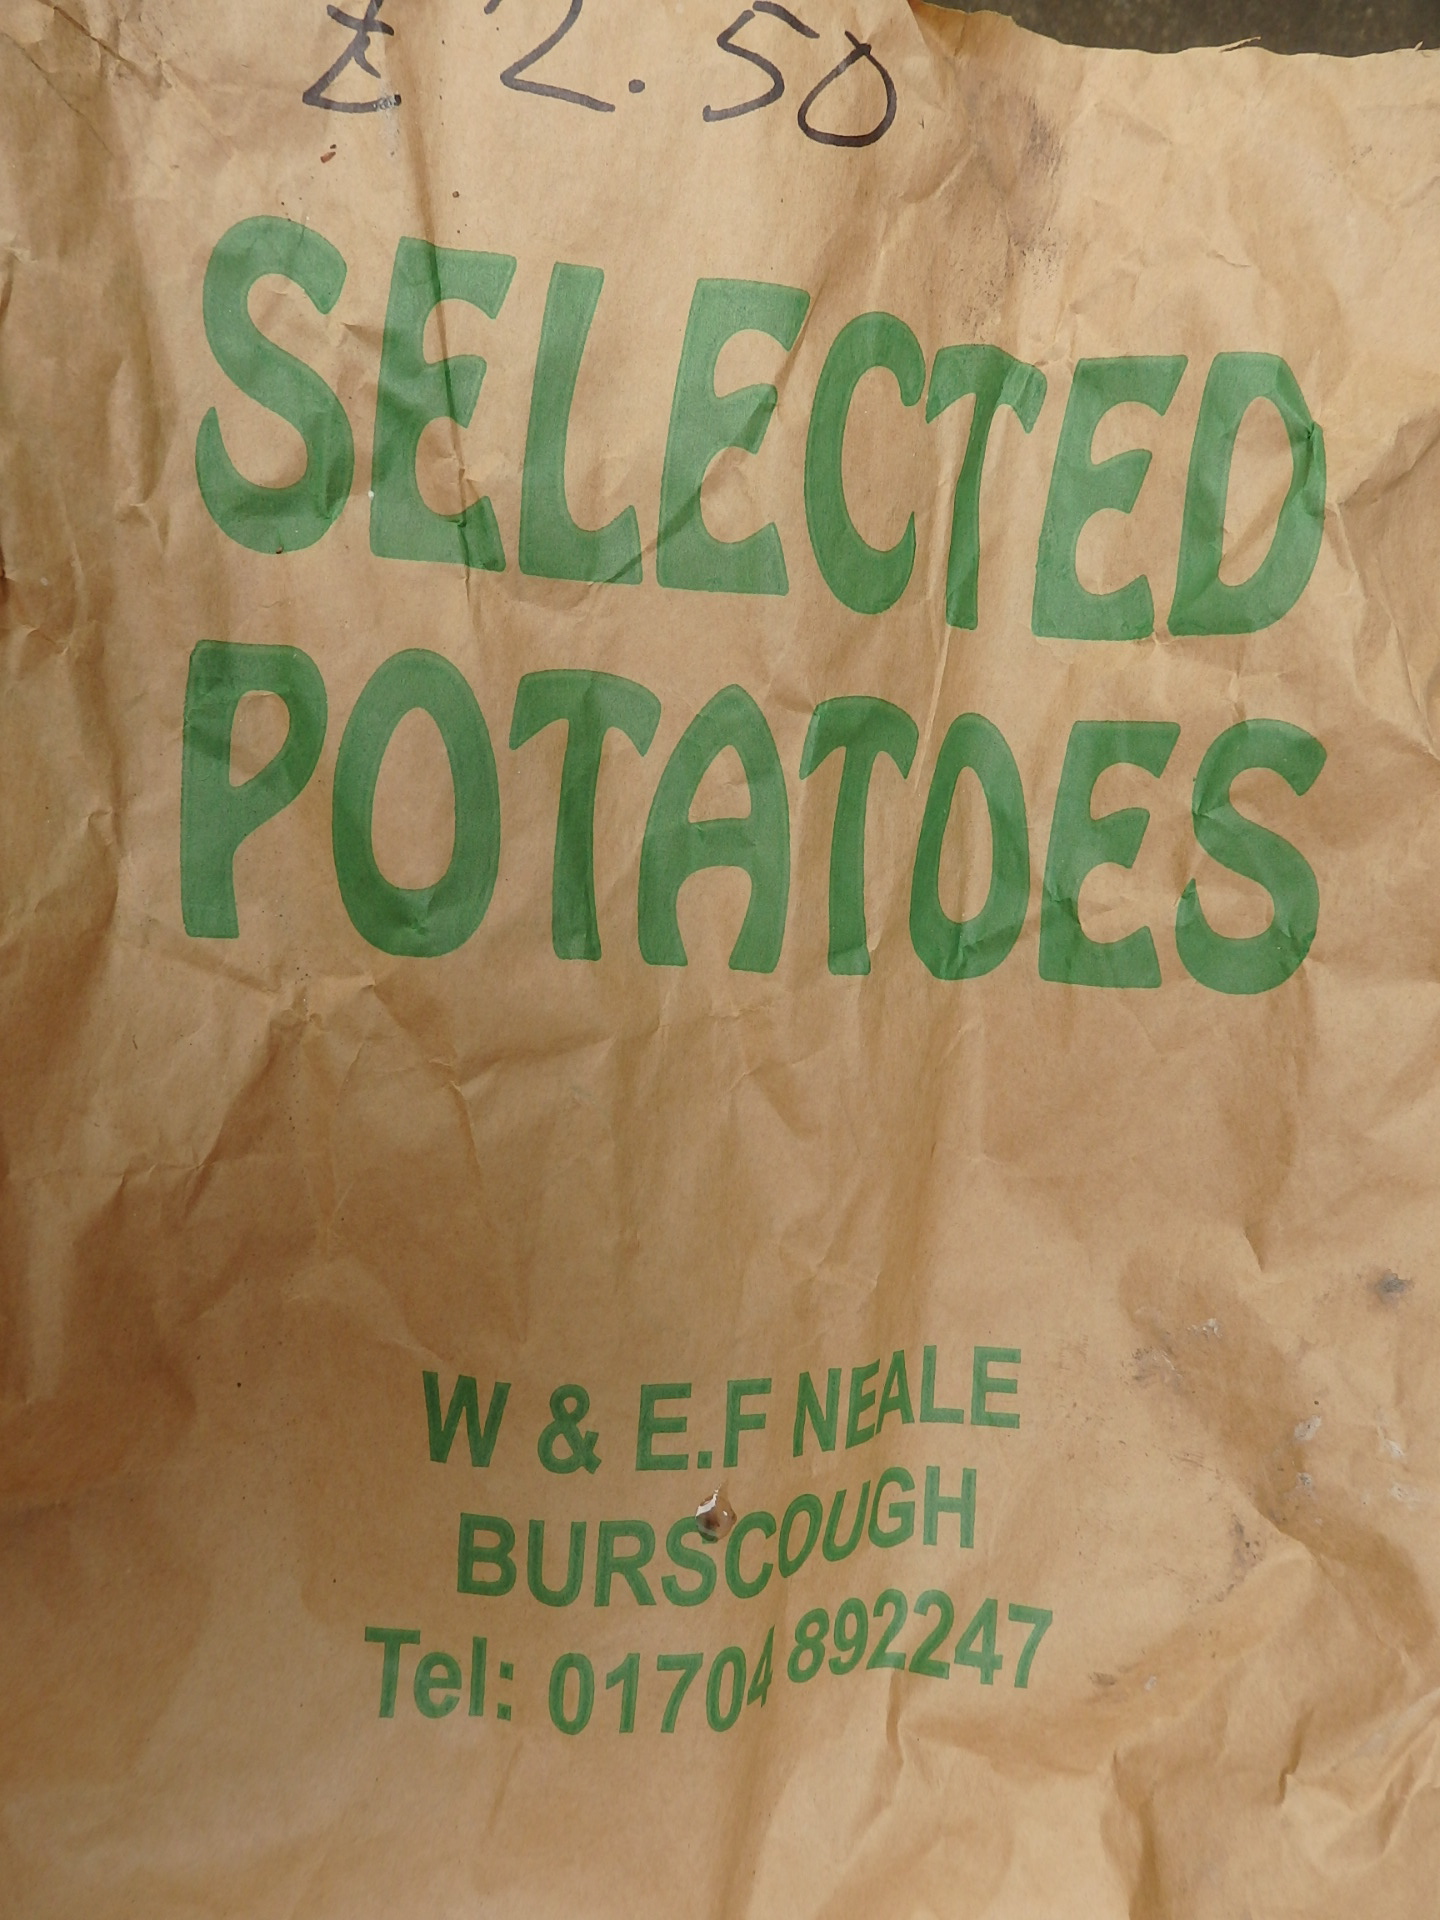 £2.50
SELECTED
POTATOES
W & E.F NEALE
BURSCOUGH
Tel: 01704 892247